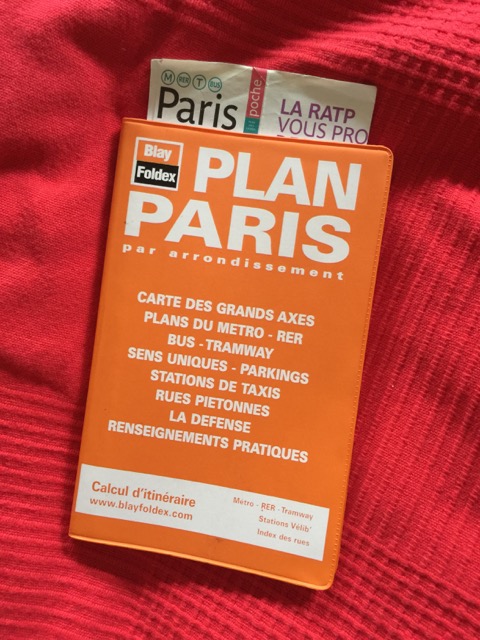 M RER T BUS
Paris
poche
LA RATP
VOUS PRO
Blay
Foldex
PLAN
PARIS
par arrondissement
CARTE DES GRANDS AXES
PLANS DU METRO - RER
BUS - TRAMWAY
SENS UNIQUES - PARKINGS
STATIONS DE TAXIS
RUES PIETONNES
LA DEFENSE
RENSEIGNEMENTS PRATIQUES
Calcul d'itinéraire
www.blayfoldex.com
Métro - RER - Tramway
Stations Vélib'
Index des rues